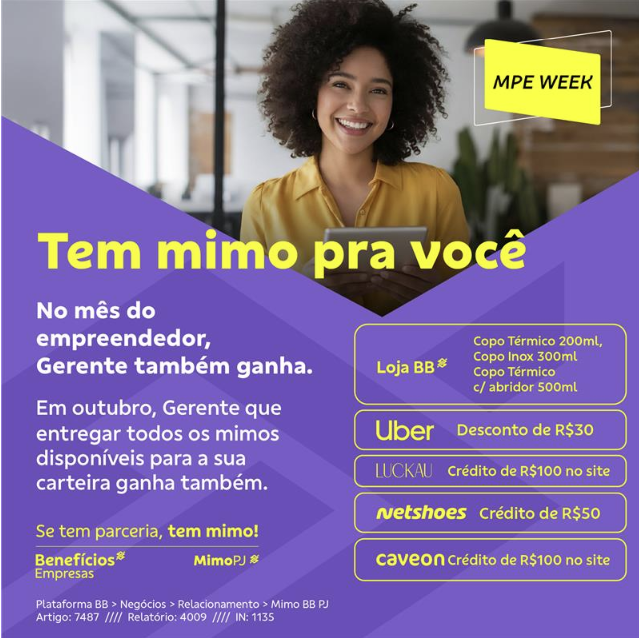 MPE WEEK
Tem mimo pra você
No mês do
empreendedor,
Gerente também ganha.
Em outubro, Gerente que
entregar todos os mimos
disponíveis para a sua
carteira ganha também.
Se tem parceria, tem mimo!
Benefícios
Empresas
MimoPJ
Plataforma BB > Negócios > Relacionamento > Mimo BB PJ
Artigo: 7487 //// Relatório: 4009 //// IN: 1135
Loja BB
Copo Térmico 200ml,
Copo Inox 300ml
Copo Térmico
c/ abridor 500ml
Uber Desconto de R$30
LUCKAU Crédito de R$100 no site
netshoes Crédito de R$50
caveon Crédito de R$100 no site